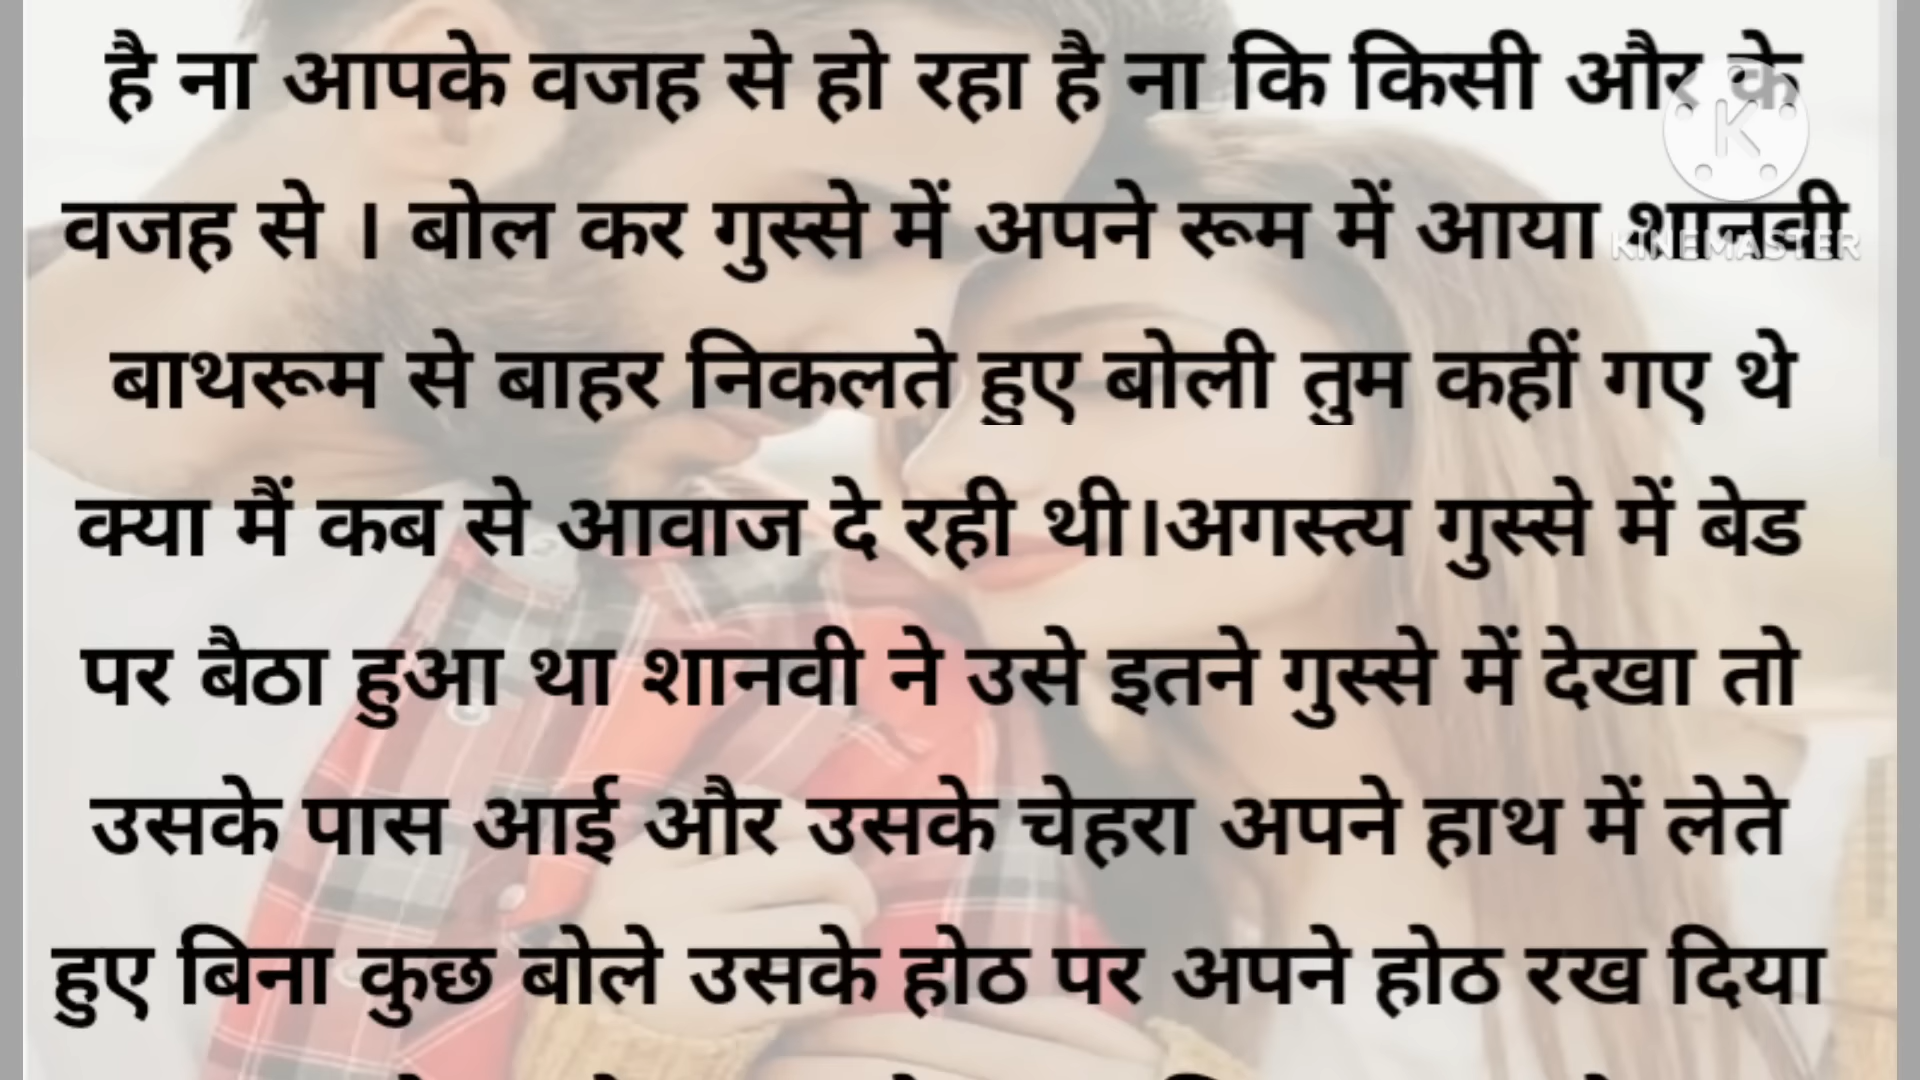 है ना आपके वजह से हो रहा है ना कि किसी और के
वजह से । बोल कर गुस्से में अपने रूम में आया शानवी
KINEMASTER
बाथरूम से बाहर निकलते हुए बोली तुम कहीं गए थे
क्या मैं कब से आवाज दे रही थी।अगस्त्य गुस्से में बेड
पर बैठा हुआ था शानवी ने उसे इतने गुस्से में देखा तो
उसके पास आई और उसके चेहरा अपने हाथ में लेते
हुए बिना कुछ बोले उसके होठ पर अपने होठ रख दिया